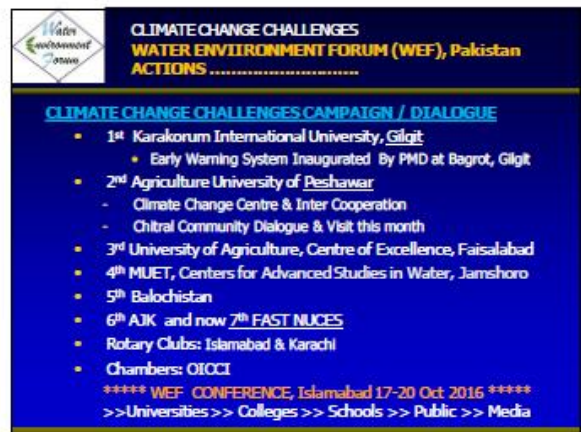 Water
Environment
Forum
CLIMATE CHANGE CHALLENGES
WATER ENVIIRONMENT FORUM (WEF), Pakistan
ACTIONS ............................
CLIMATE CHANGE CHALLENGES CAMPAIGN / DIALOGUE
• 1st Karakorum International University, Gilgit
• Early Warning System Inaugurated By PMD at Bagrot, Gilgit
• 2nd Agriculture University of Peshawar
- Climate Change Centre & Inter Cooperation
- Chitral Community Dialogue & Visit this month
• 3rd University of Agriculture, Centre of Excellence, Faisalabad
• 4th MUET, Centers for Advanced Studies in Water, Jamshoro
• 5th Balochistan
• 6th AJK and now 7th FAST NUCES
• Rotary Clubs: Islamabad & Karachi
• Chambers: OICCI
***** WEF CONFERENCE, Islamabad 17-20 Oct 2016 *****
>>Universities >> Colleges >> Schools >> Public >> Media